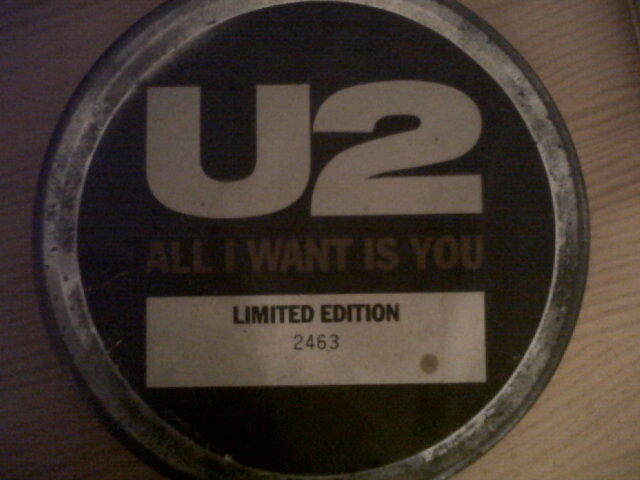 U2
ALL I WANT IS YOU
LIMITED EDITION
2463